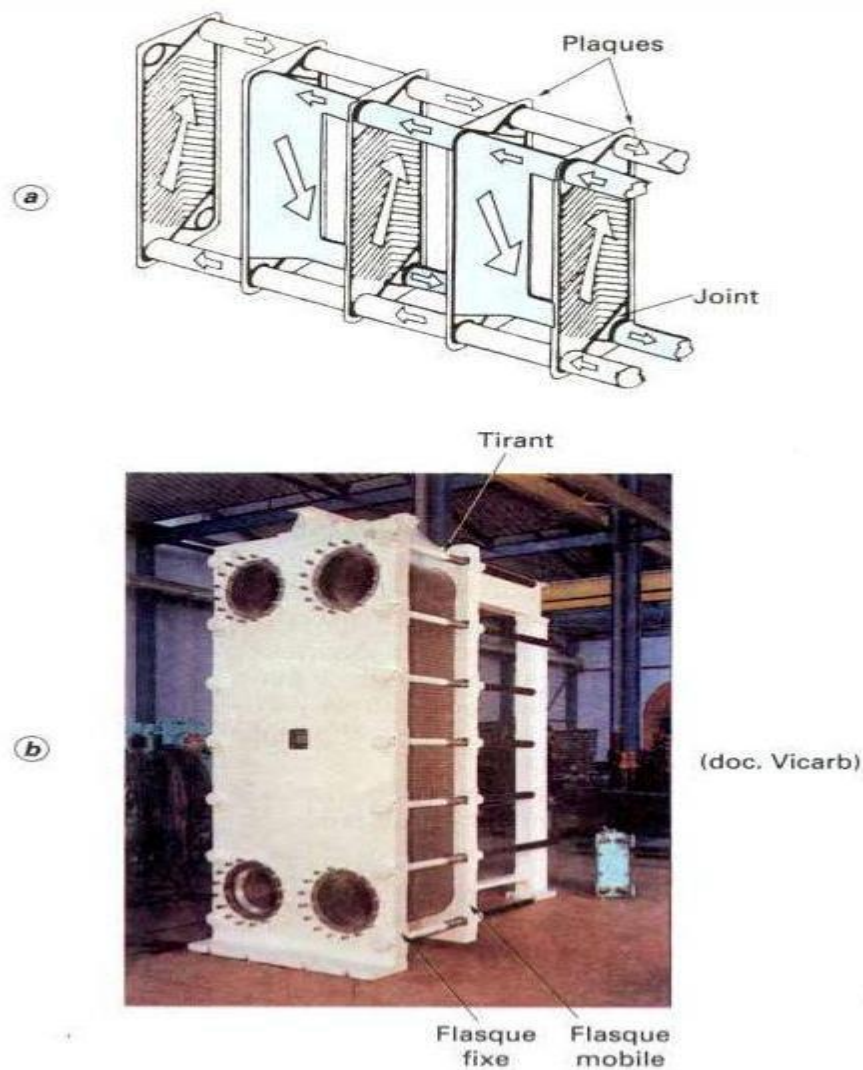 Plaques
a
Joint
Tirant
b
(doc. Vicarb)
Flasque
fixe
Flasque
mobile